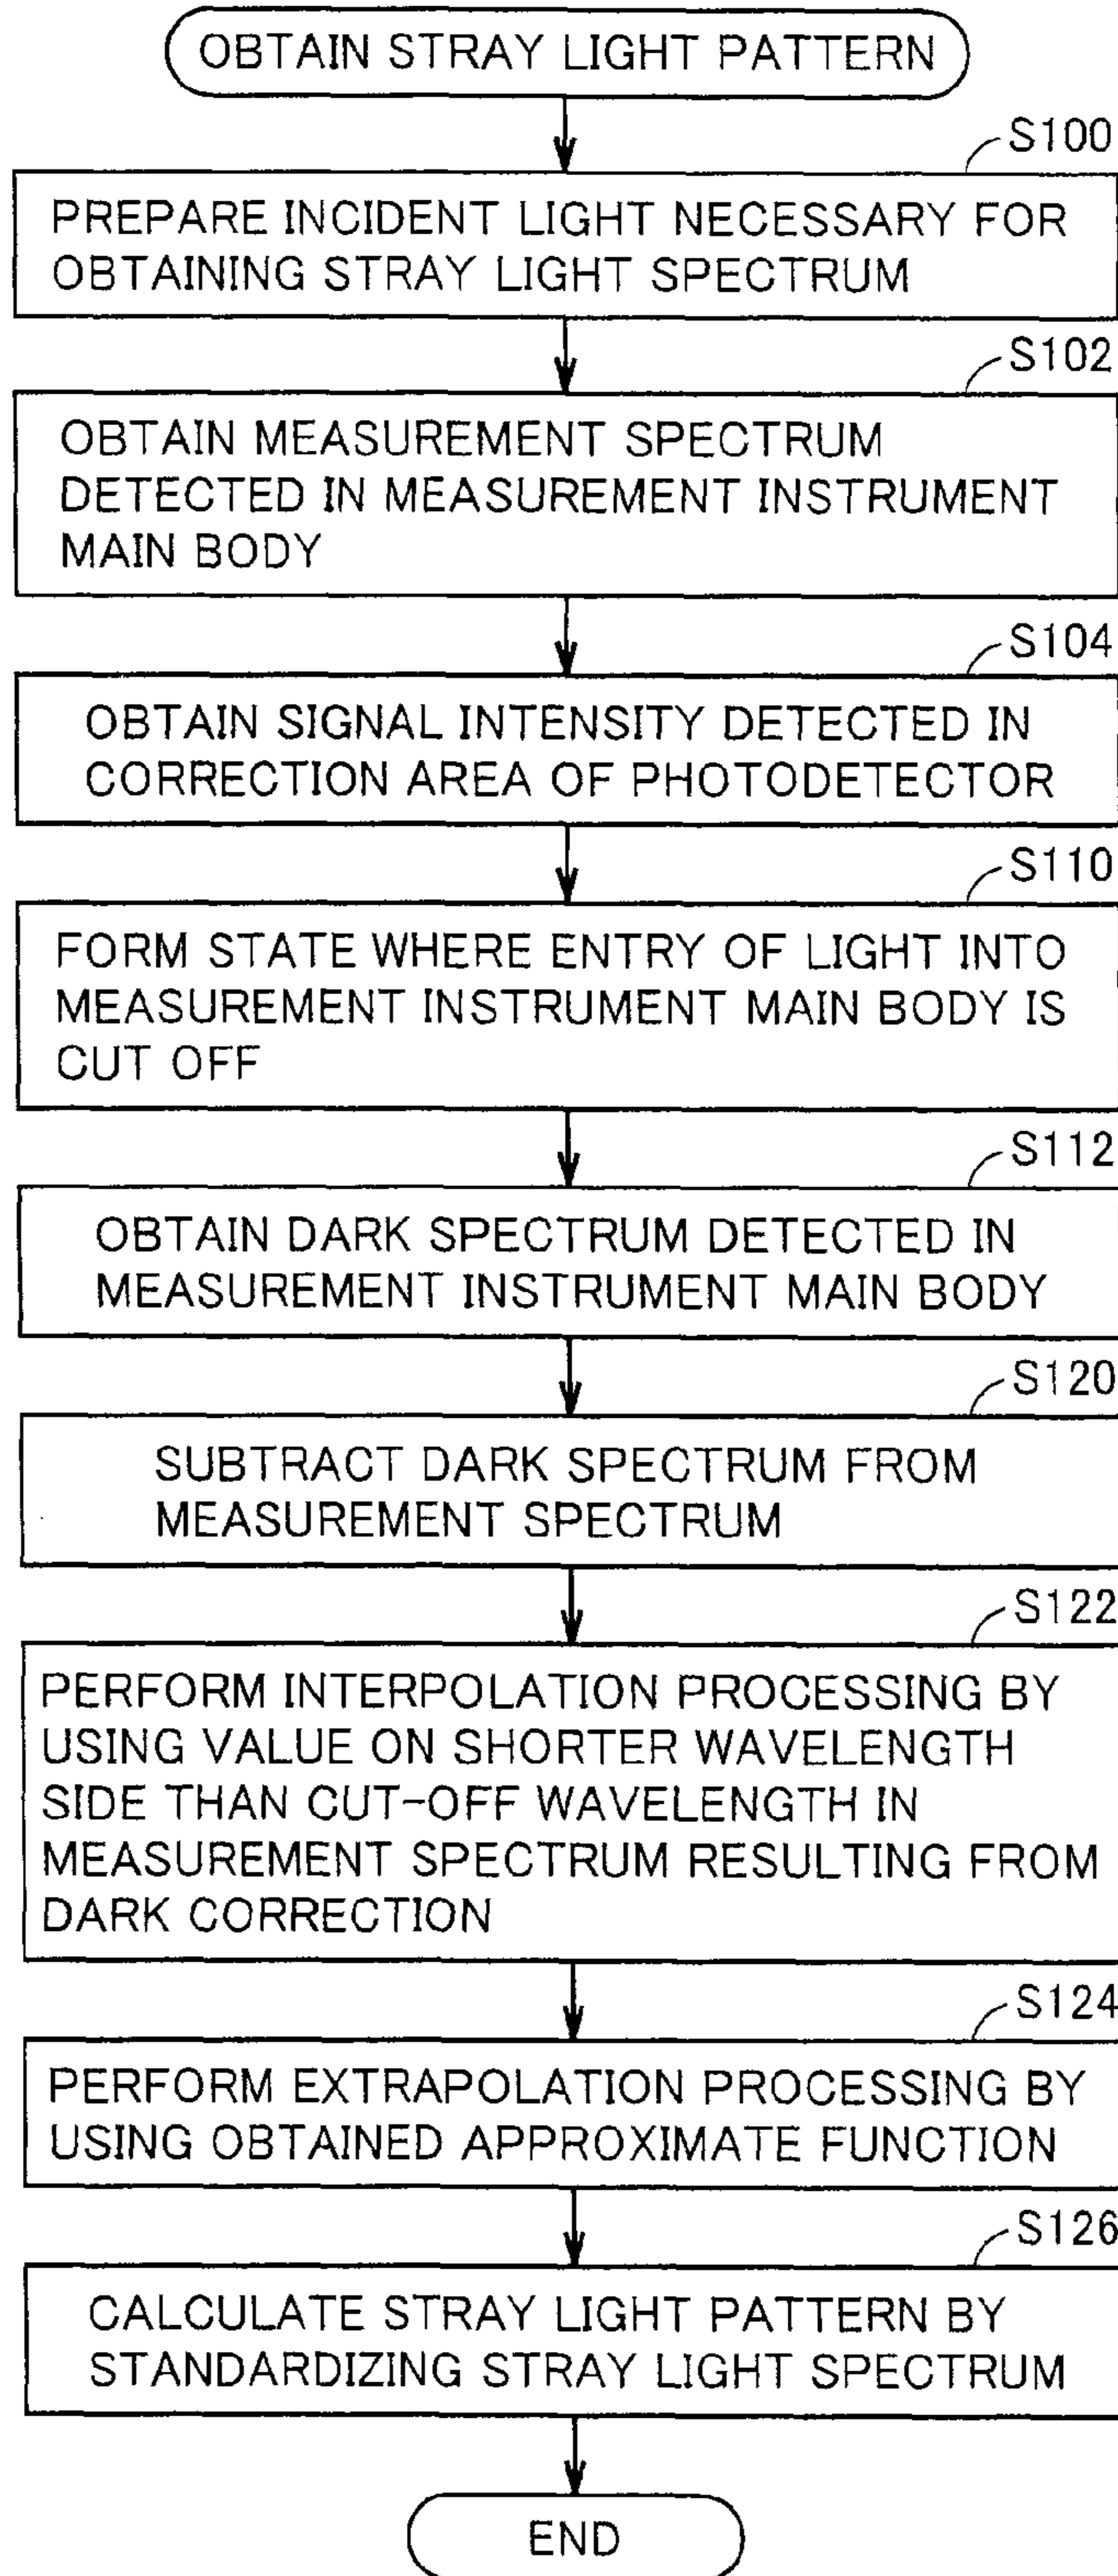 OBTAIN STRAY LIGHT PATTERN
S100
PREPARE INCIDENT LIGHT NECESSARY FOR
OBTAINING STRAY LIGHT SPECTRUM
S102
OBTAIN MEASUREMENT SPECTRUM
DETECTED IN MEASUREMENT INSTRUMENT
MAIN BODY
S104
OBTAIN SIGNAL INTENSITY DETECTED IN
CORRECTION AREA OF PHOTODETECTOR
S110
FORM STATE WHERE ENTRY OF LIGHT INTO
MEASUREMENT INSTRUMENT MAIN BODY IS
CUT OFF
S112
OBTAIN DARK SPECTRUM DETECTED IN
MEASUREMENT INSTRUMENT MAIN BODY
S120
SUBTRACT DARK SPECTRUM FROM
MEASUREMENT SPECTRUM
S122
PERFORM INTERPOLATION PROCESSING BY
USING VALUE ON SHORTER WAVELENGTH
SIDE THAN CUT-OFF WAVELENGTH IN
MEASUREMENT SPECTRUM RESULTING FROM
DARK CORRECTION
S124
PERFORM EXTRAPOLATION PROCESSING BY
USING OBTAINED APPROXIMATE FUNCTION
S126
CALCULATE STRAY LIGHT PATTERN BY
STANDARDIZING STRAY LIGHT SPECTRUM
END